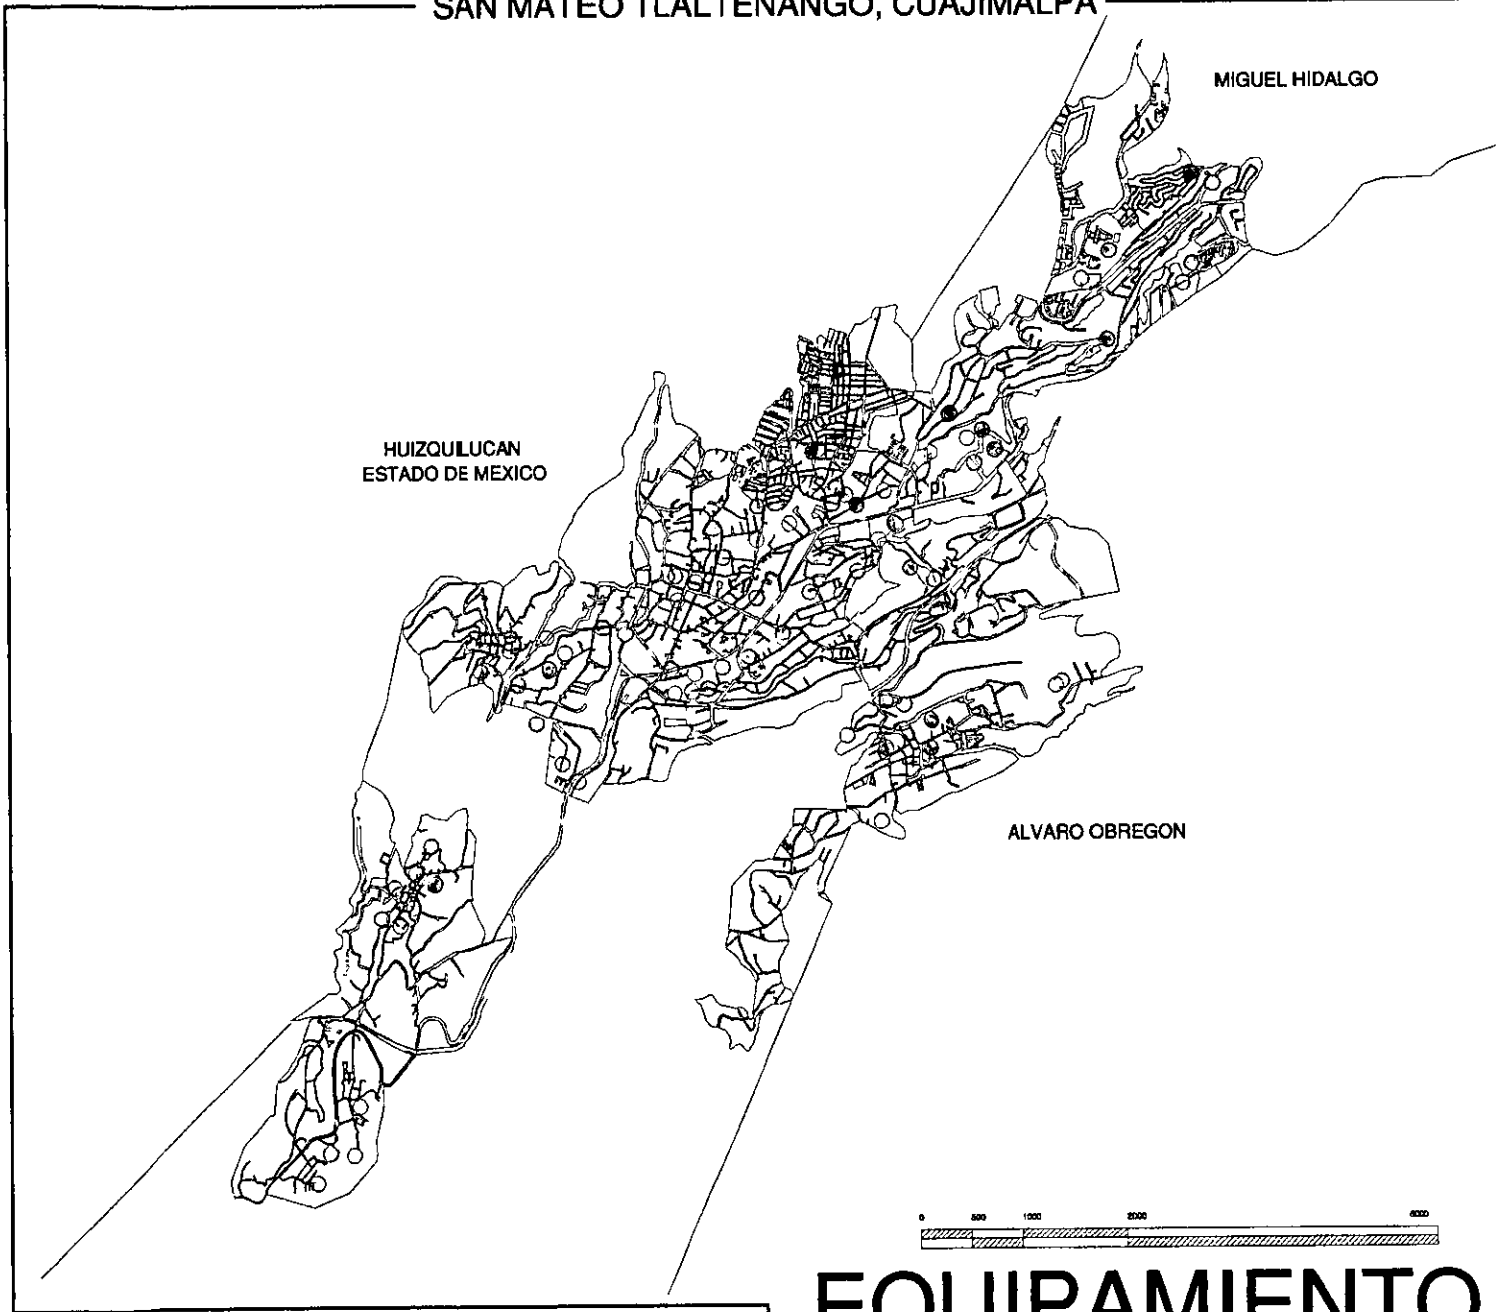 SAN MATEO TLALTENANGO, CUAJIMALPA
MIGUEL HIDALGO
HUIZQUILUCAN
ESTADO DE MEXICO
ALVARO OBREGON
0 500 1000 2000
EQUIPAMIENTO